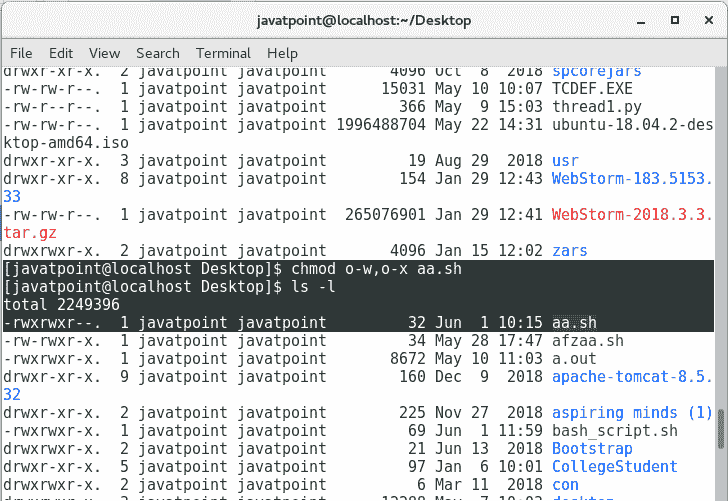 javatpoint@localhost:~/Desktop
File Edit View Search Terminal Help
drwxr-xr-x. 2 javatpoint javatpoint 4096 Oct 8 2018 spcorejars
-rw-rw-r--. 1 javatpoint javatpoint 15031 May 10 10:07 TCDEF.EXE
-rw-r--r--. 1 javatpoint javatpoint 366 May 9 15:03 thread1.py
-rw-rw-r--. 1 javatpoint javatpoint 1996488704 May 22 14:31 ubuntu-18.04.2-des
ktop-amd64.iso
drwxr-xr-x. 3 javatpoint javatpoint 19 Aug 29 2018 usr
drwxr-xr-x. 8 javatpoint javatpoint 154 Jan 29 12:43 WebStorm-183.5153.
33
-rw-rw-r--. 1 javatpoint javatpoint 265076901 Jan 29 12:41 WebStorm-2018.3.3.
tar.gz
drwxrwxr-x. 2 javatpoint javatpoint 4096 Jan 15 12:02 zars
[javatpoint@localhost Desktop]$ chmod o-w,o-x aa.sh
[javatpoint@localhost Desktop]$ ls -l
total 2249396
-rwxrwxr--. 1 javatpoint javatpoint 32 Jun 1 10:15 aa.sh
-rw-rwxr-x. 1 javatpoint javatpoint 34 May 28 17:47 afzaa.sh
-rwxrwxr-x. 1 javatpoint javatpoint 8672 May 10 11:03 a.out
drwxr-xr-x. 9 javatpoint javatpoint 160 Dec 9 2018 apache-tomcat-8.5.
32
drwxr-xr-x. 2 javatpoint javatpoint 225 Nov 27 2018 aspiring minds (1)
-rwxrwxr-x. 1 javatpoint javatpoint 69 Jun 1 11:59 bash_script.sh
drwxr-xr-x. 2 javatpoint javatpoint 21 Jun 13 2018 Bootstrap
drwxr-xr-x. 5 javatpoint javatpoint 97 Jan 6 10:01 CollegeStudent
drwxr-xr-x. 2 javatpoint javatpoint 6 Mar 11 2018 con